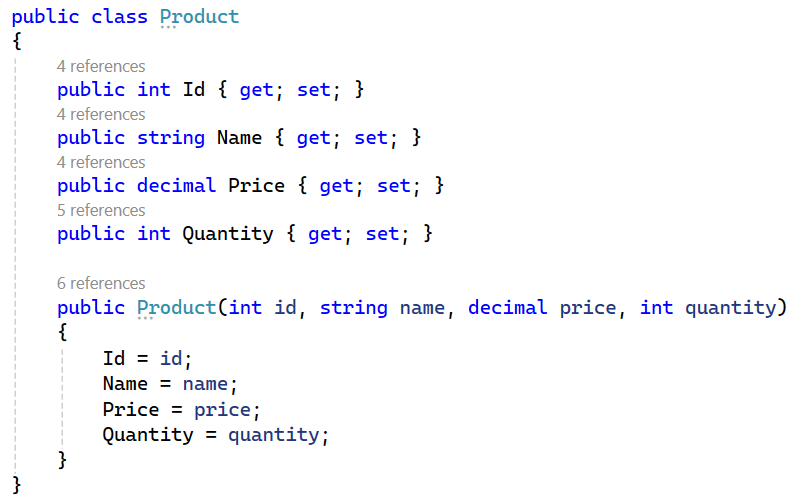 public class Product
{
4 references
public int Id { get; set; }
4 references
public string Name { get; set; }
4 references
public decimal Price { get; set; }
5 references
public int Quantity { get; set; }
6 references
public Product(int id, string name, decimal price, int quantity)
{
Id = id;
Name = name;
Price = price;
Quantity = quantity;
}
}